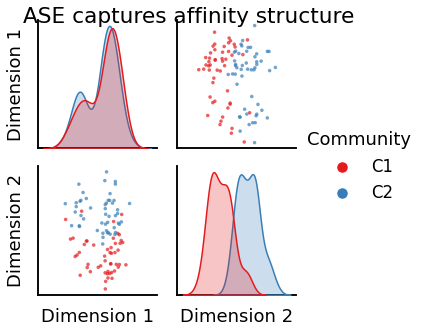 ASE captures affinity structure
Dimension 1
Community
C1
C2
Dimension 2
Dimension 1
Dimension 2